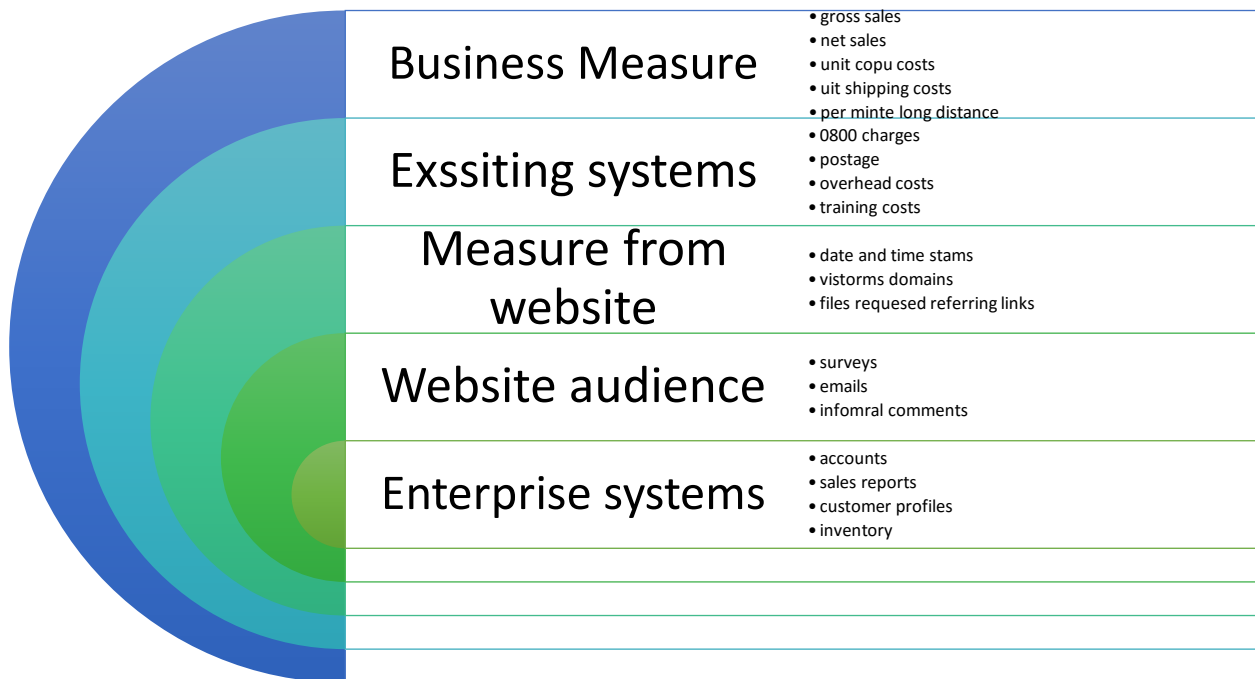 Business Measure
• gross sales
• net sales
• unit copu costs
• uit shipping costs
• per minte long distance
Exssiting systems
• 0800 charges
• postage
• overhead costs
• training costs
Measure from
website
• date and time stams
• vistorms domains
• files requesed referring links
Website audience
• surveys
• emails
• infomral comments
Enterprise systems
• accounts
• sales reports
• customer profiles
• inventory